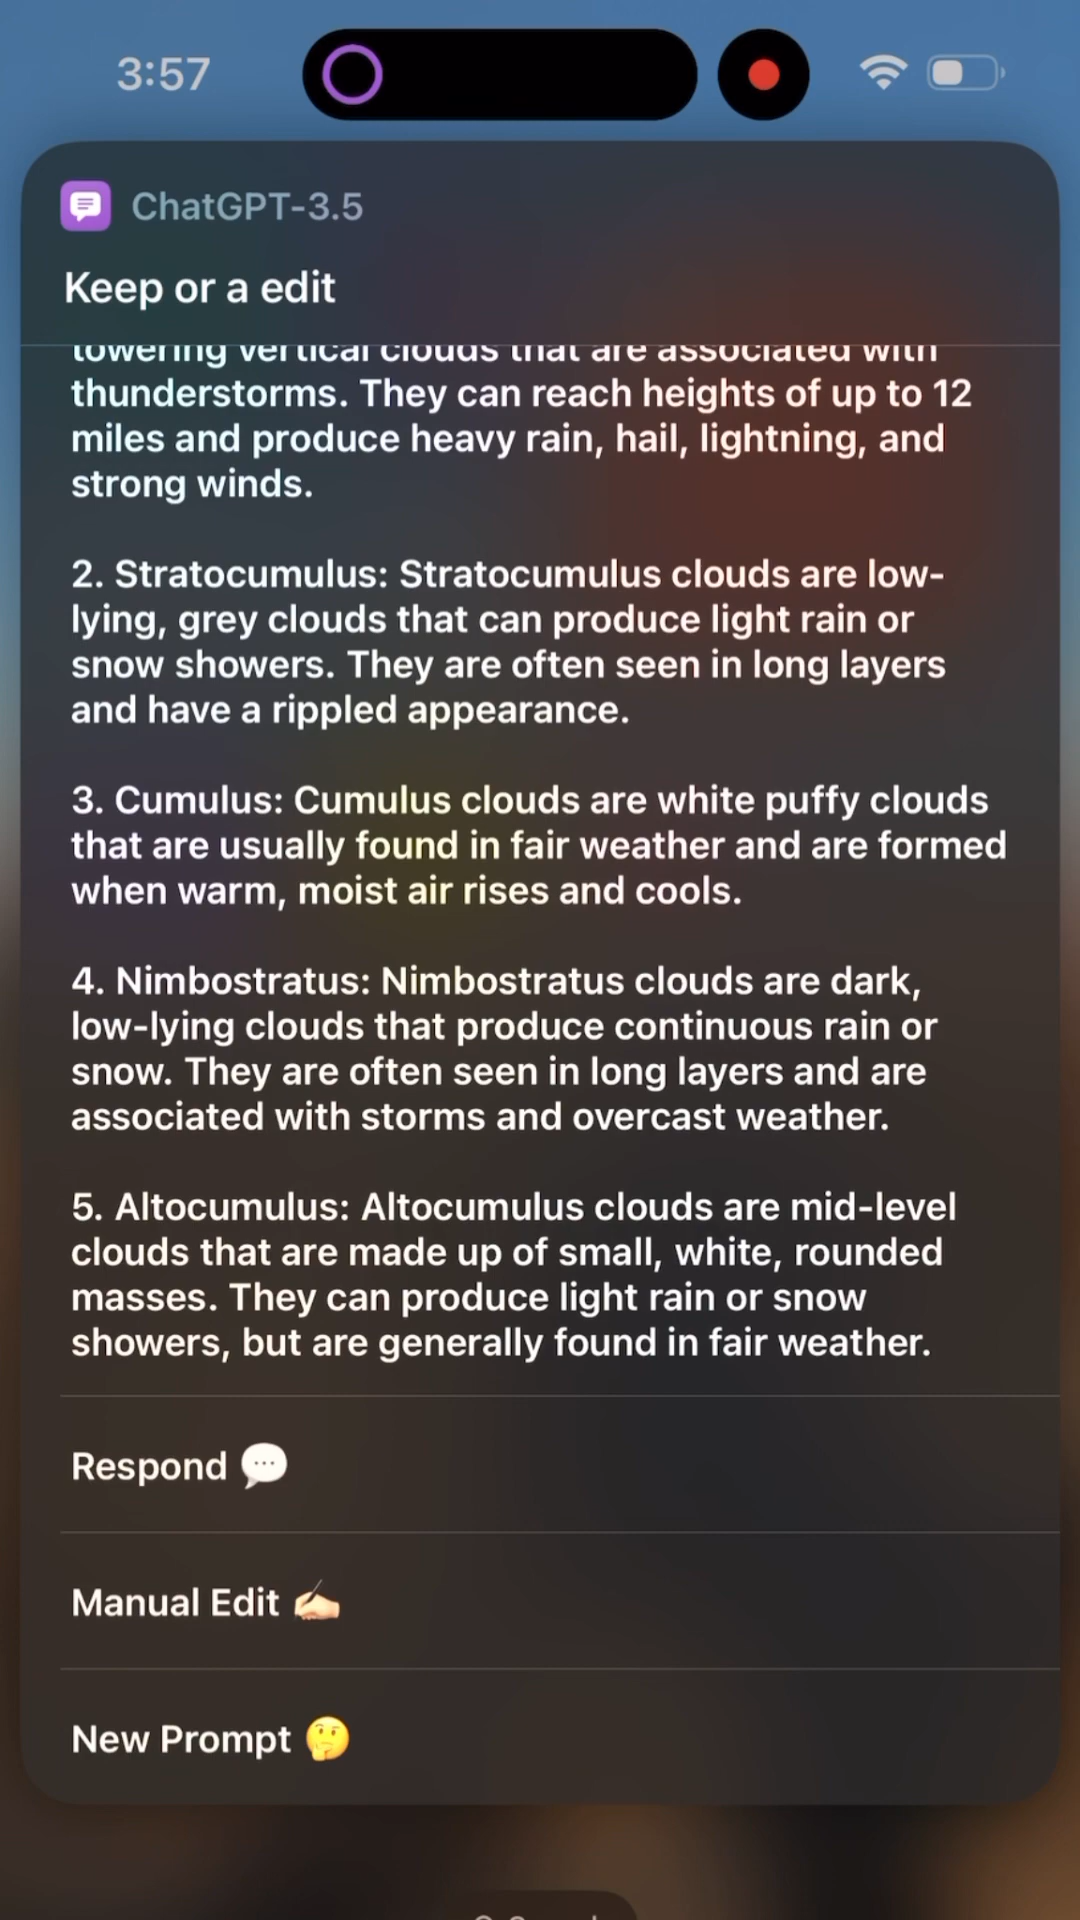 3:57
ChatGPT-3.5
Keep or a edit
towering vertical clouds that are associated with
thunderstorms. They can reach heights of up to 12
miles and produce heavy rain, hail, lightning, and
strong winds.
2. Stratocumulus: Stratocumulus clouds are low-
lying, grey clouds that can produce light rain or
snow showers. They are often seen in long layers
and have a rippled appearance.
3. Cumulus: Cumulus clouds are white puffy clouds
that are usually found in fair weather and are formed
when warm, moist air rises and cools.
4. Nimbostratus: Nimbostratus clouds are dark,
low-lying clouds that produce continuous rain or
snow. They are often seen in long layers and are
associated with storms and overcast weather.
5. Altocumulus: Altocumulus clouds are mid-level
clouds that are made up of small, white, rounded
masses. They can produce light rain or snow
showers, but are generally found in fair weather.
Respond 💬
Manual Edit ✍🏻
New Prompt 🤔